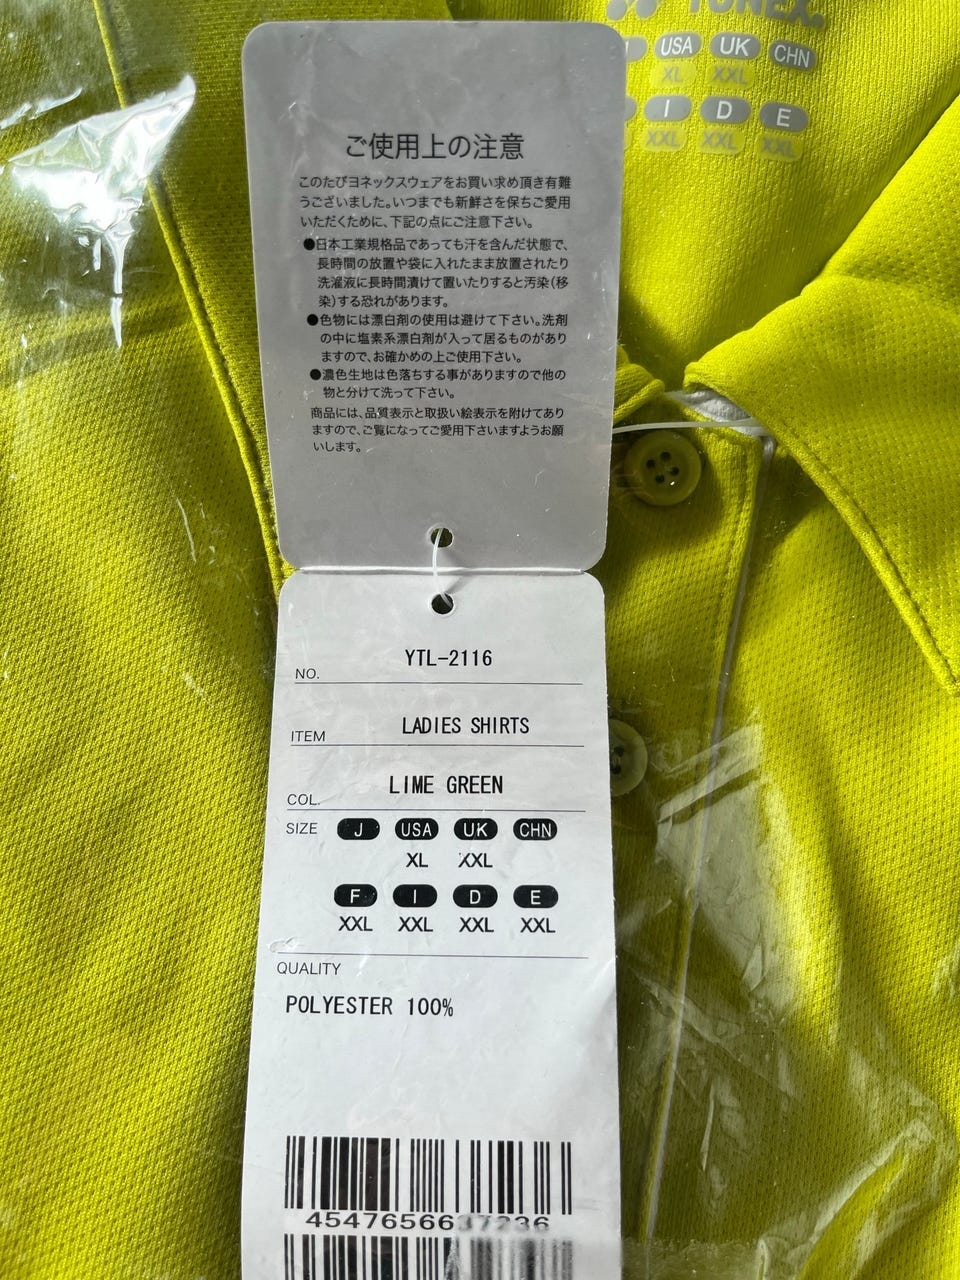 YONEX®
USA UK CHN
XL XXL
I D E
XXL XXL XXL
ご使用上の注意
このたびヨネックスウェアをお買い求め頂き有難
うございました。いつまでも新鮮さを保ちご愛用
いただくために、下記の点にご注意下さい。
●日本工業規格品であっても汗を含んだ状態で、
長時間の放置や袋に入れたまま放置されたり
洗濯液に長時間漬けて置いたりすると汚染(移
染)する恐れがあります。
●色物には漂白剤の使用は避けて下さい。洗剤
の中に塩素系漂白剤が入って居るものがあり
ますので、お確かめの上ご使用下さい。
●濃色生地は色落ちする事がありますので他の
物と分けて洗って下さい。
商品には、品質表示と取扱い絵表示を附けてあり
ますので、ご覧になってご愛用下さいますようお願
いします。
NO. YTL-2116
ITEM LADIES SHIRTS
COL. LIME GREEN
SIZE J USA UK CHN
XL XXL
F I D E
XXL XXL XXL XXL
QUALITY
POLYESTER 100%
4547656637236